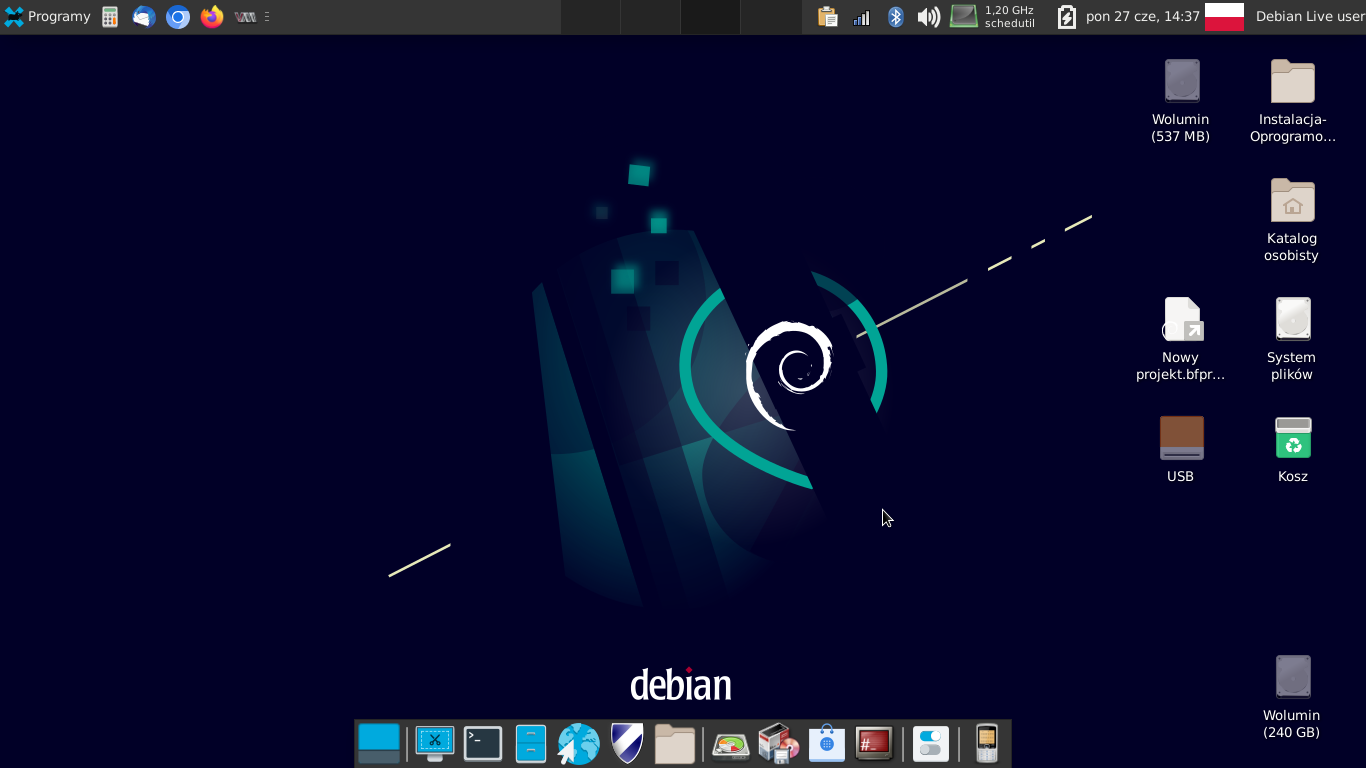 Programy
1,20 GHz
schedutil
pon 27 cze, 14:37
Debian Live user
Wolumin
(537 MB)
Instalacja-
Oprogramo...
Katalog
osobisty
Nowy
projekt.bfpr...
System
plików
USB
Kosz
debian
Wolumin
(240 GB)
>_
#_